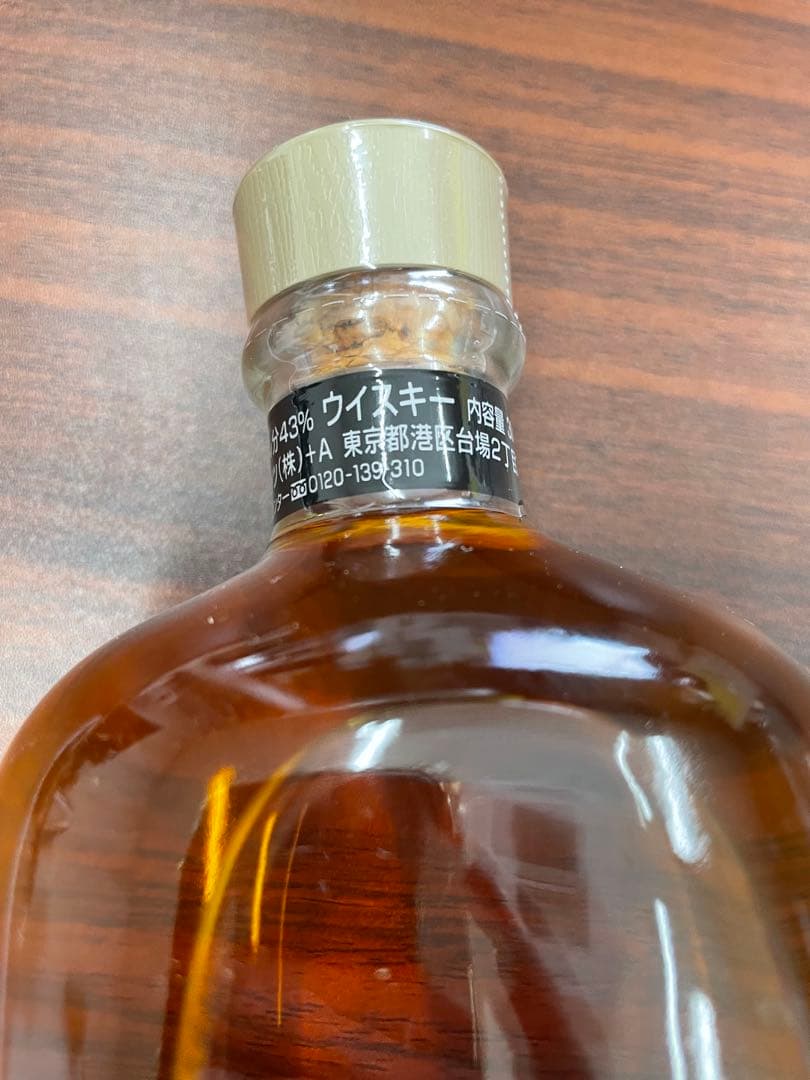 分43% ウイスキー 内容量
(株)+A 東京都港区台場2丁目
ター 0120-139-310